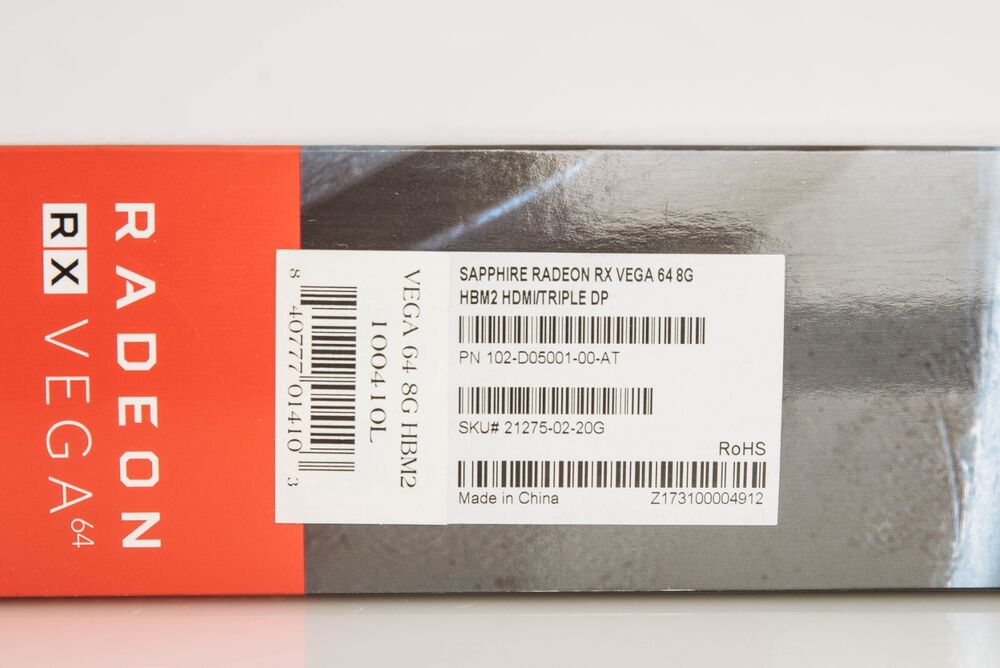 RADEON
RX VEGA 64
VEGA 64 8G HBM2
100410L
8 40777 01410 3
SAPPHIRE RADEON RX VEGA 64 8G
HBM2 HDMI/TRIPLE DP
PN 102-D05001-00-AT
SKU# 21275-02-20G
RoHS
Made in China Z173100004912